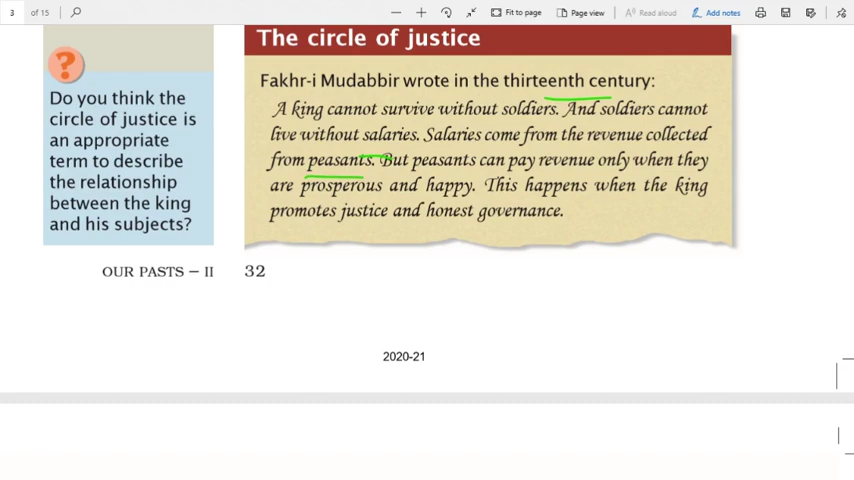 3 of 15 Fit to page Page view Read aloud Add notes
The circle of justice
Fakhr-i Mudabbir wrote in the thirteenth century:
A king cannot survive without soldiers. And soldiers cannot
live without salaries. Salaries come from the revenue collected
from peasants. But peasants can pay revenue only when they
are prosperous and happy. This happens when the king
promotes justice and honest governance.
?
Do you think the
circle of justice is
an appropriate
term to describe
the relationship
between the king
and his subjects?
OUR PASTS – II 32
2020-21